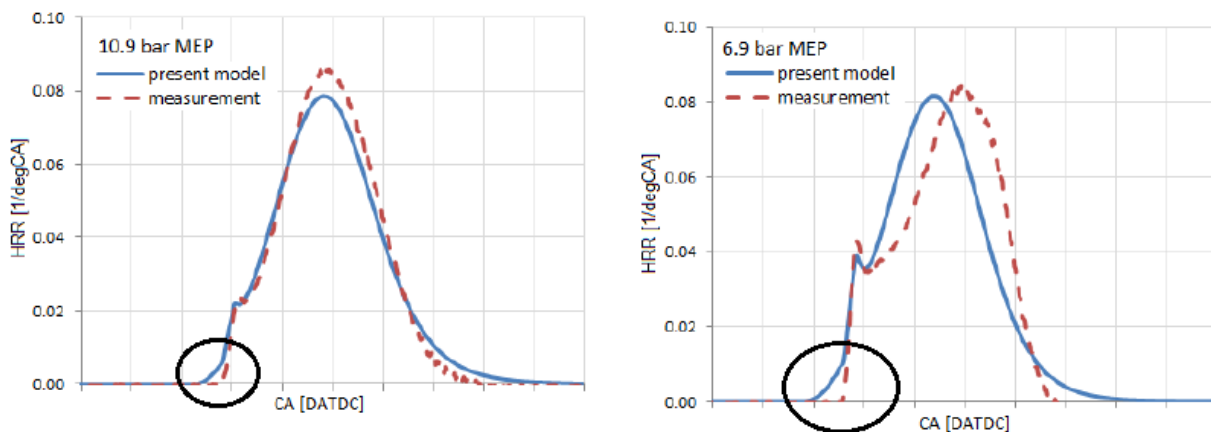 0.10
10.9 bar MEP
present model
measurement
0.08
0.06
0.04
0.02
0.00
HRR [1/degCA]
CA [DATDC]
0.10
6.9 bar MEP
present model
measurement
0.08
0.06
0.04
0.02
0.00
HRR [1/degCA]
CA [DATDC]